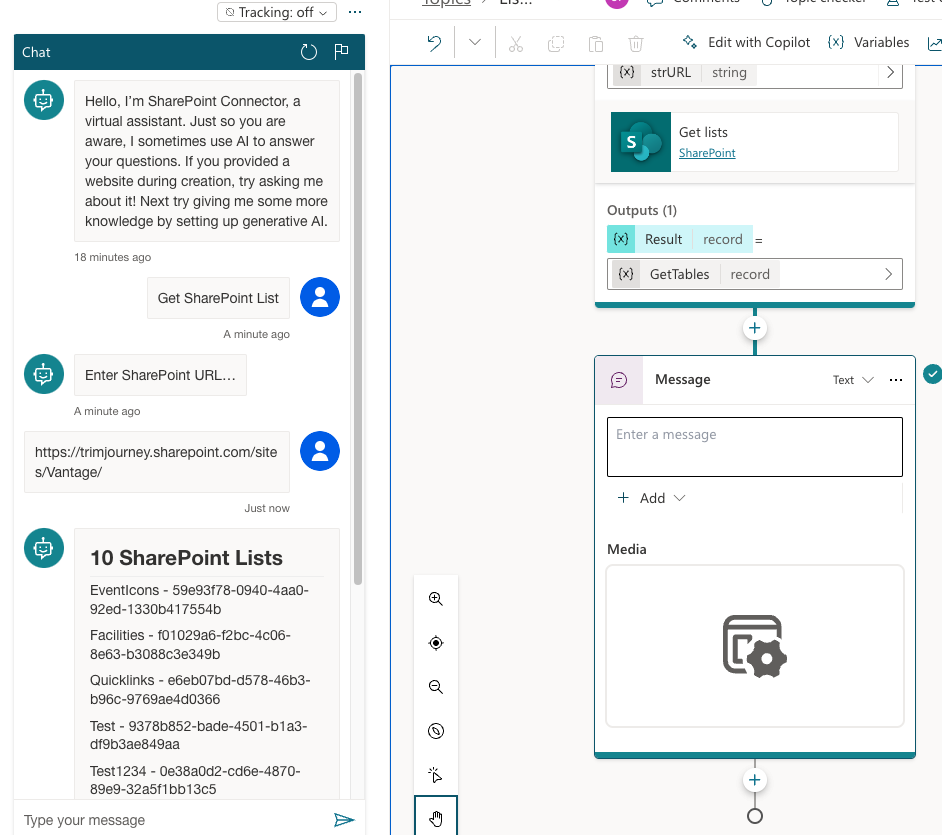 Tracking: off
Chat
Hello, I'm SharePoint Connector, a
virtual assistant. Just so you are
aware, I sometimes use AI to answer
your questions. If you provided a
website during creation, try asking me
about it! Next try giving me some more
knowledge by setting up generative AI.
18 minutes ago
Get SharePoint List
A minute ago
Enter SharePoint URL...
A minute ago
https://trimjourney.sharepoint.com/site
s/Vantage/
Just now
10 SharePoint Lists
EventIcons - 59e93f78-0940-4aa0-
92ed-1330b417554b
Facilities - f01029a6-f2bc-4c06-
8e63-b3088c3e349b
Quicklinks - e6eb07bd-d578-46b3-
b96c-9769ae4d0366
Test - 9378b852-bade-4501-b1a3-
df9b3ae849aa
Test1234 - 0e38a0d2-cd6e-4870-
89e9-32a5f1bb13c5
Type your message
Topics
Comments Topic checker
Edit with Copilot {x} Variables
{x} strURL string
S Get lists
SharePoint
Outputs (1)
{x} Result record =
{x} GetTables record
Message Text
Enter a message
Add
Media